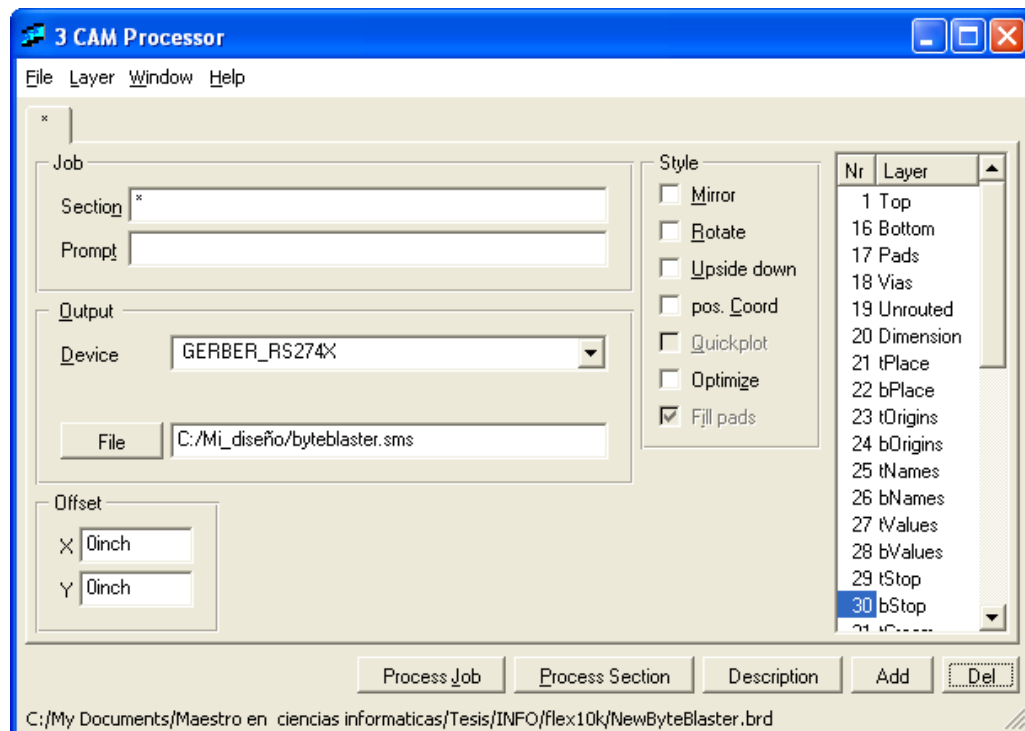 3 CAM Processor
File Layer Window Help
*
Job
Section *
Prompt
Output
Device GERBER_RS274X
File C:/Mi_diseño/byteblaster.sms
Offset
X 0inch
Y 0inch
Style
Mirror
Rotate
Upside down
pos. Coord
Quickplot
Optimize
Fill pads
Nr Layer
1 Top
16 Bottom
17 Pads
18 Vias
19 Unrouted
20 Dimension
21 tPlace
22 bPlace
23 tOrigins
24 bOrigins
25 tNames
26 bNames
27 tValues
28 bValues
29 tStop
30 bStop
Process Job Process Section Description Add Del
C:/My Documents/Maestro en ciencias informaticas/Tesis/INFO/flex10k/NewByteBlaster.brd